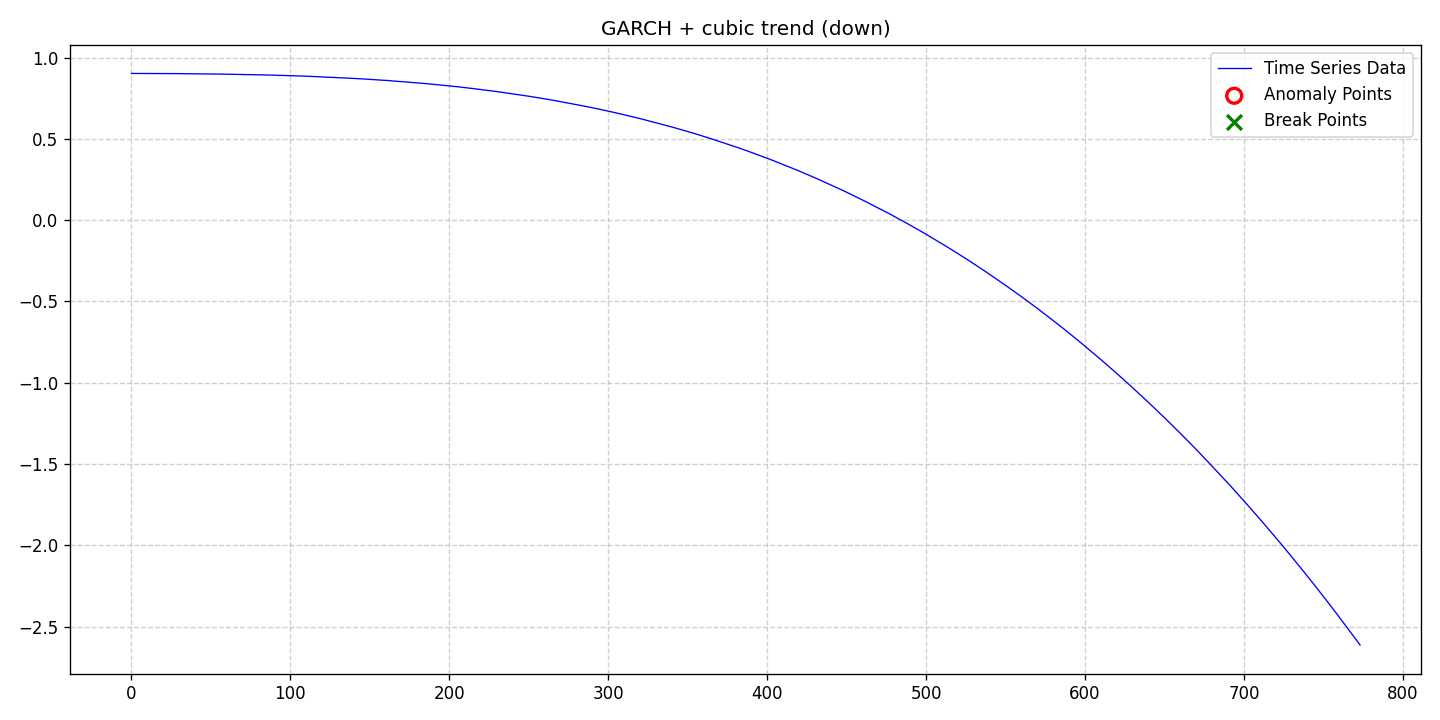 GARCH + cubic trend (down)
Time Series Data
Anomaly Points
Break Points
1.0
0.5
0.0
−0.5
−1.0
−1.5
−2.0
−2.5
0 100 200 300 400 500 600 700 800